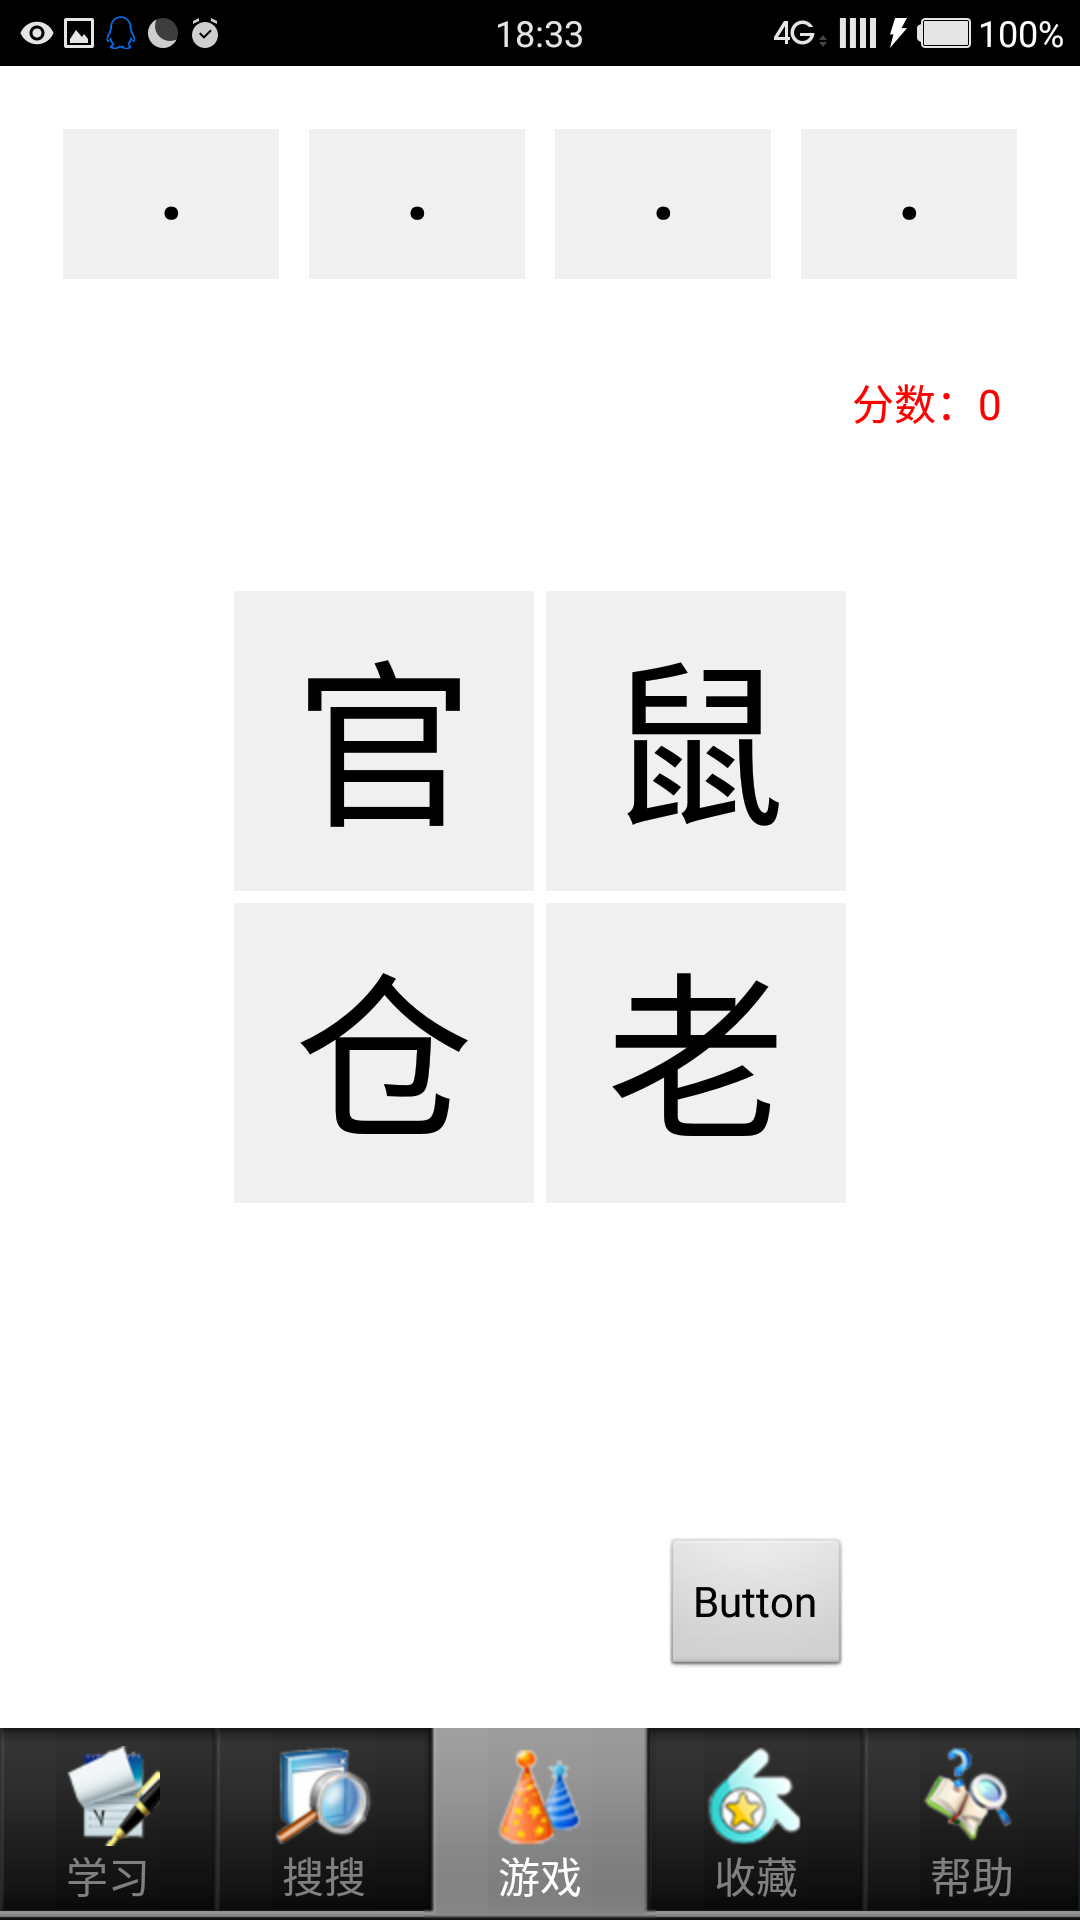 18:33 4G 100%
. . . .
分数：0
官 鼠
仓 老
Button
学习 搜搜 游戏 收藏 帮助